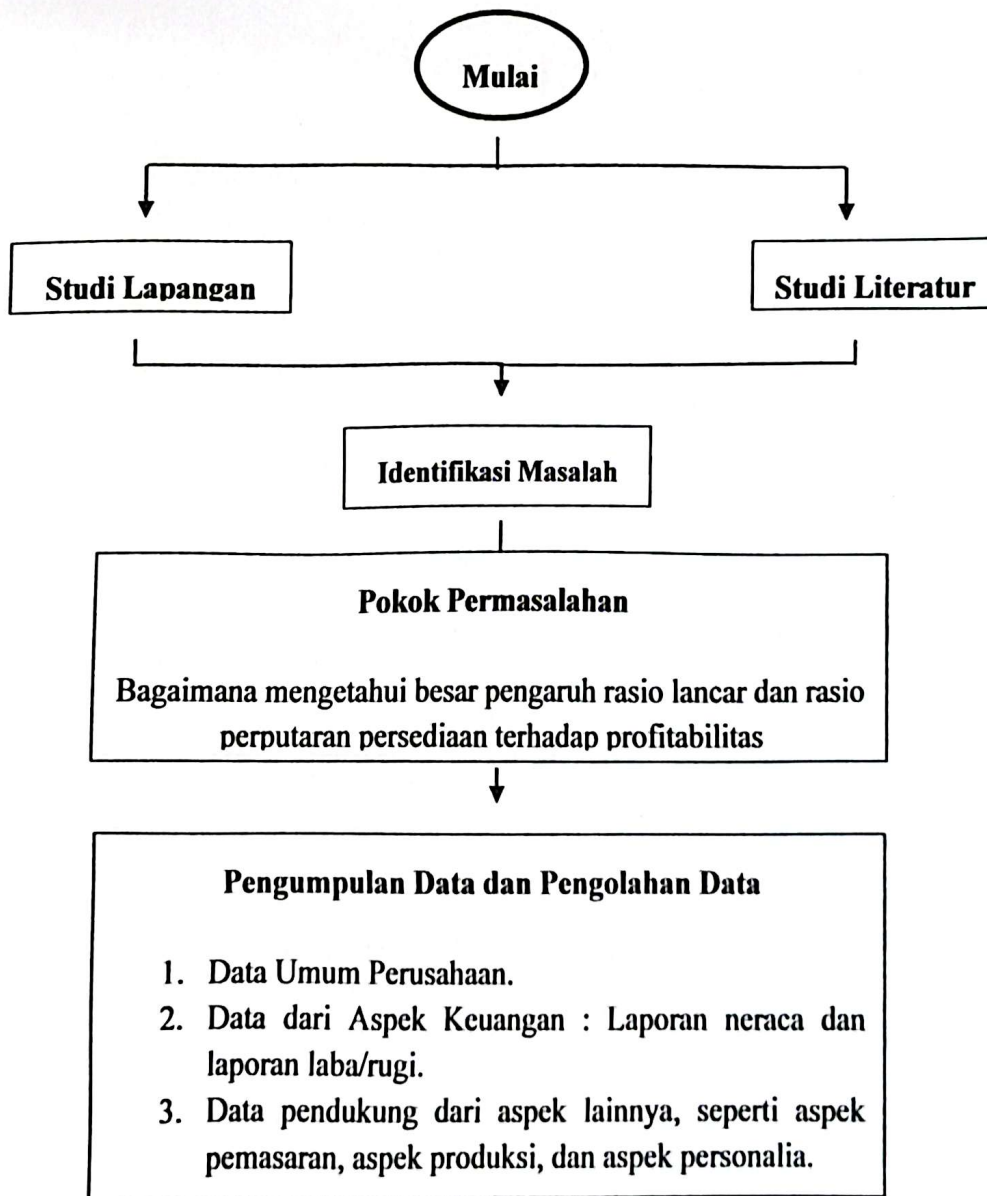 Mulai
Studi Lapangan
Studi Literatur
Identifikasi Masalah
Pokok Permasalahan
Bagaimana mengetahui besar pengaruh rasio lancar dan rasio
perputaran persediaan terhadap profitabilitas
Pengumpulan Data dan Pengolahan Data
1. Data Umum Perusahaan.
2. Data dari Aspek Keuangan : Laporan neraca dan
laporan laba/rugi.
3. Data pendukung dari aspek lainnya, seperti aspek
pemasaran, aspek produksi, dan aspek personalia.